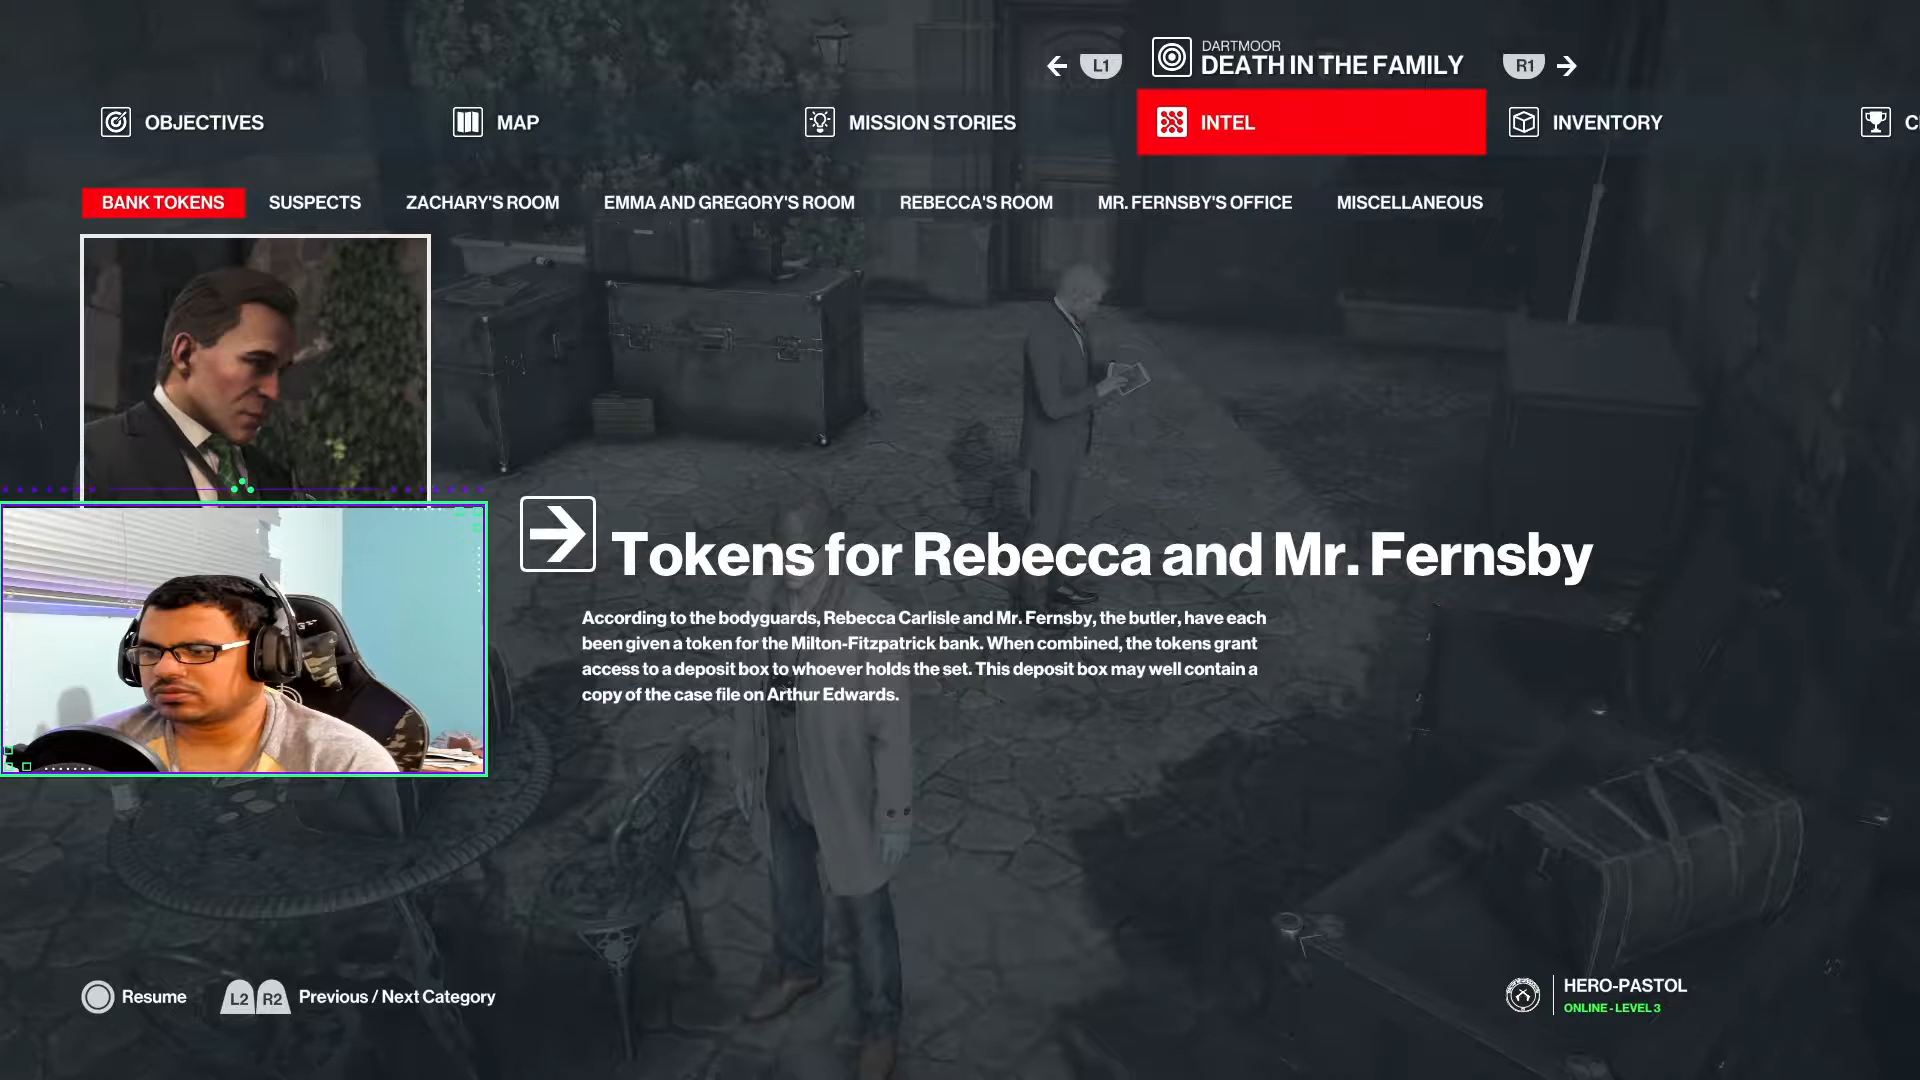 L1
DARTMOOR
DEATH IN THE FAMILY
R1
OBJECTIVES
MAP
MISSION STORIES
INTEL
INVENTORY
BANK TOKENS
SUSPECTS
ZACHARY'S ROOM
EMMA AND GREGORY'S ROOM
REBECCA'S ROOM
MR. FERNSBY'S OFFICE
MISCELLANEOUS
Tokens for Rebecca and Mr. Fernsby
According to the bodyguards, Rebecca Carlisle and Mr. Fernsby, the butler, have each
been given a token for the Milton-Fitzpatrick bank. When combined, the tokens grant
access to a deposit box to whoever holds the set. This deposit box may well contain a
copy of the case file on Arthur Edwards.
Resume
L2 R2 Previous / Next Category
HERO-PASTOL
ONLINE - LEVEL 3